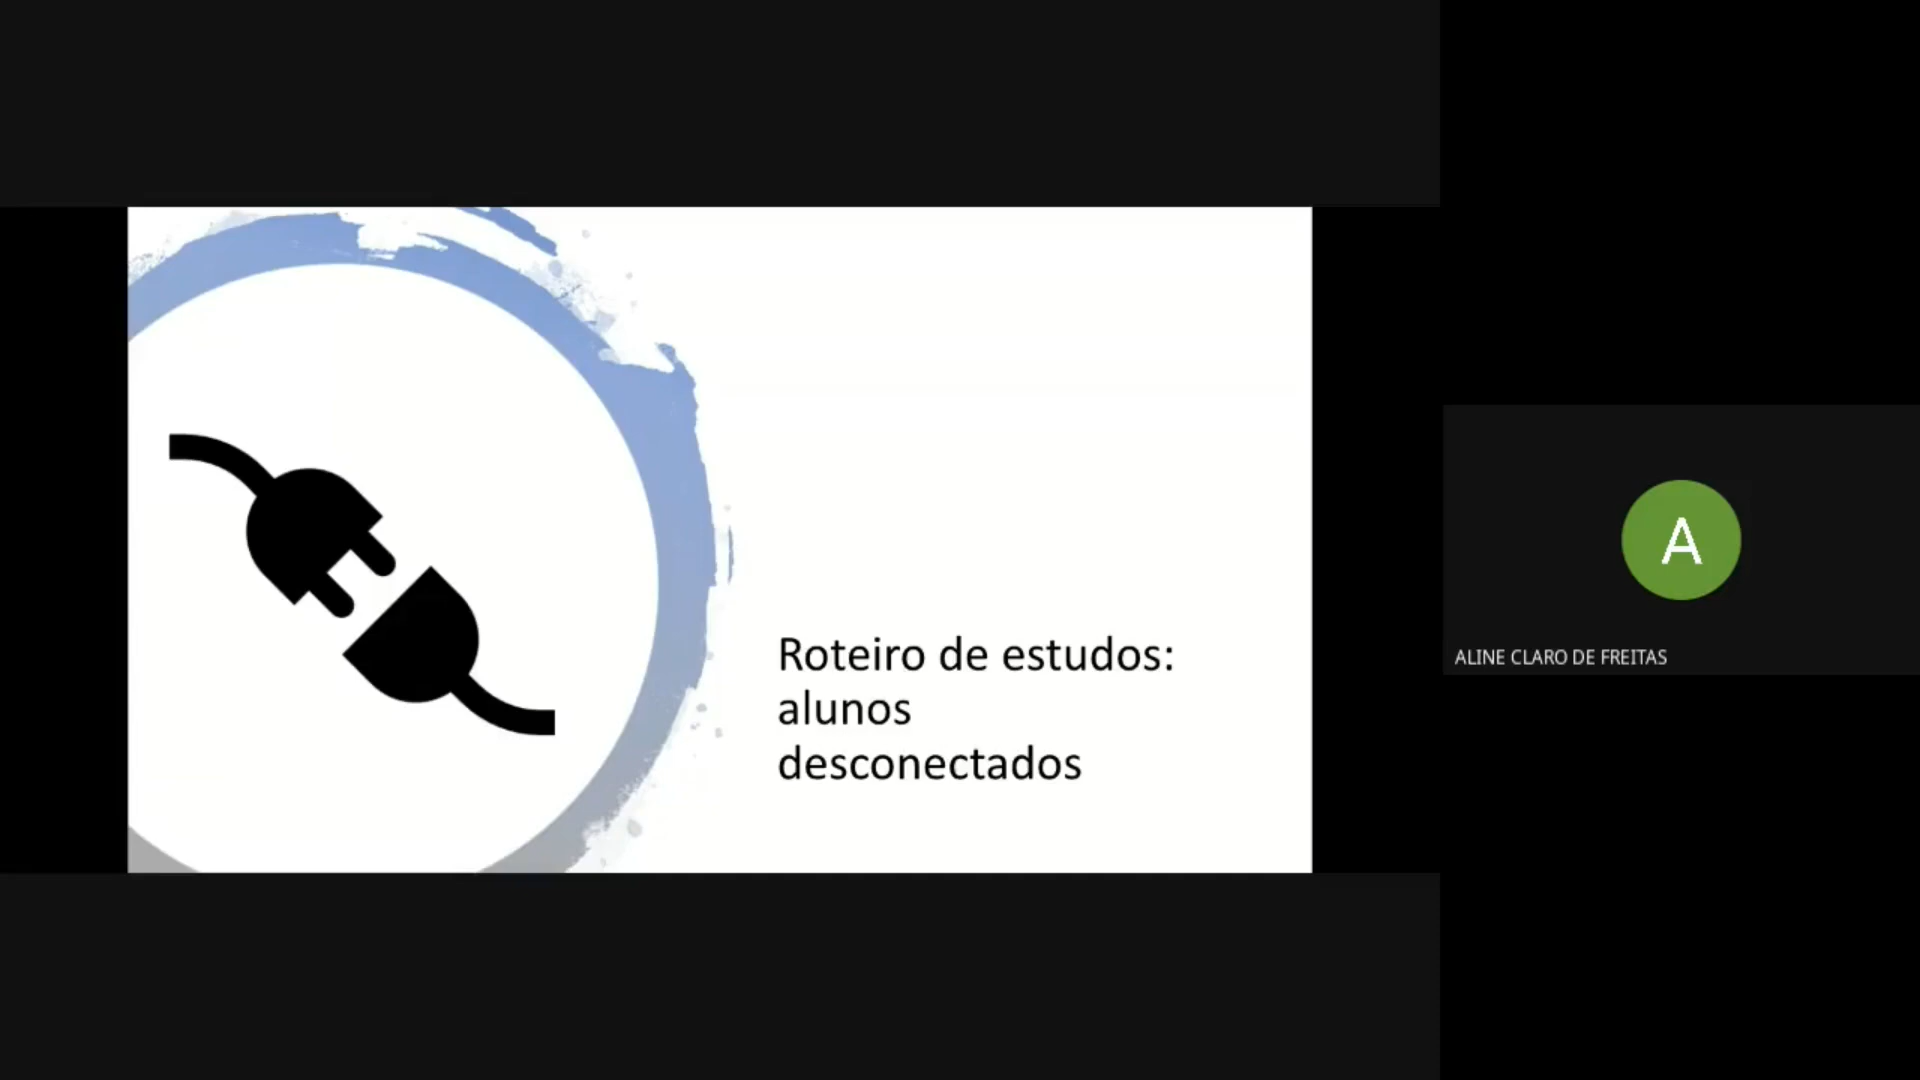 Roteiro de estudos:
alunos
desconectados
A
ALINE CLARO DE FREITAS